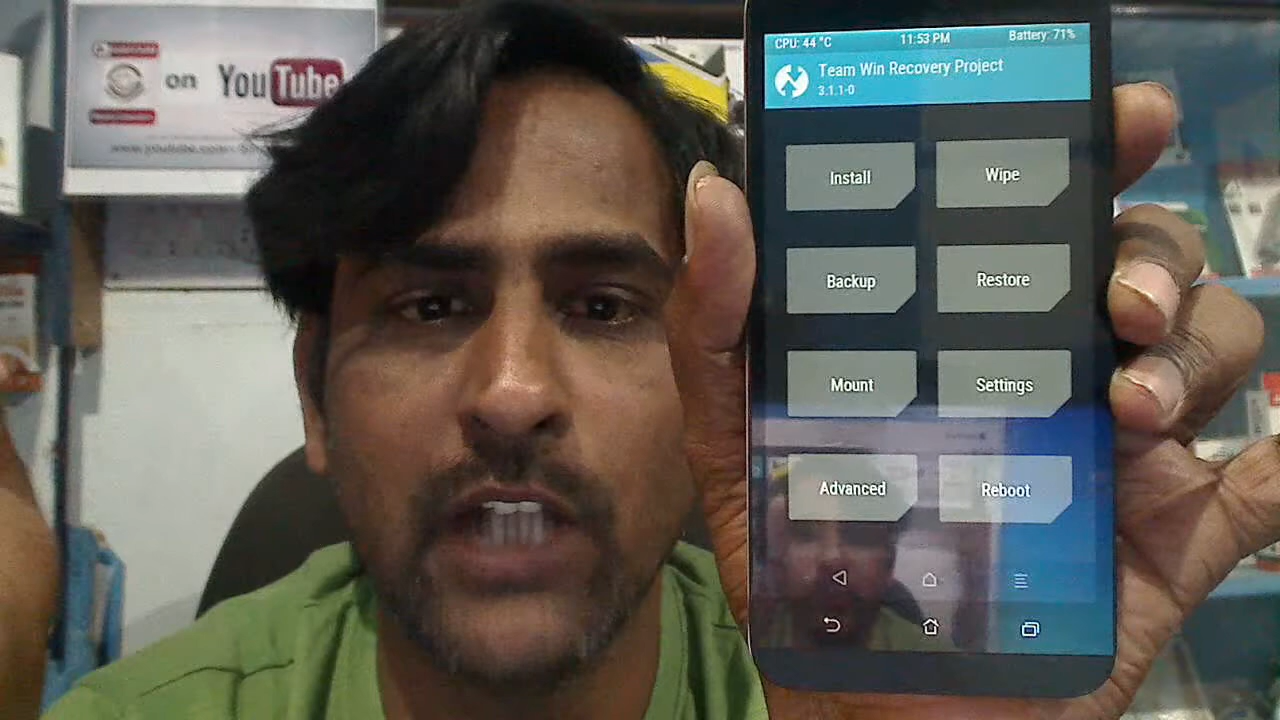 on YouTube
CPU: 44 °C 11:53 PM Battery: 71%
Team Win Recovery Project
3.1.1-0
Install Wipe
Backup Restore
Mount Settings
Advanced Reboot